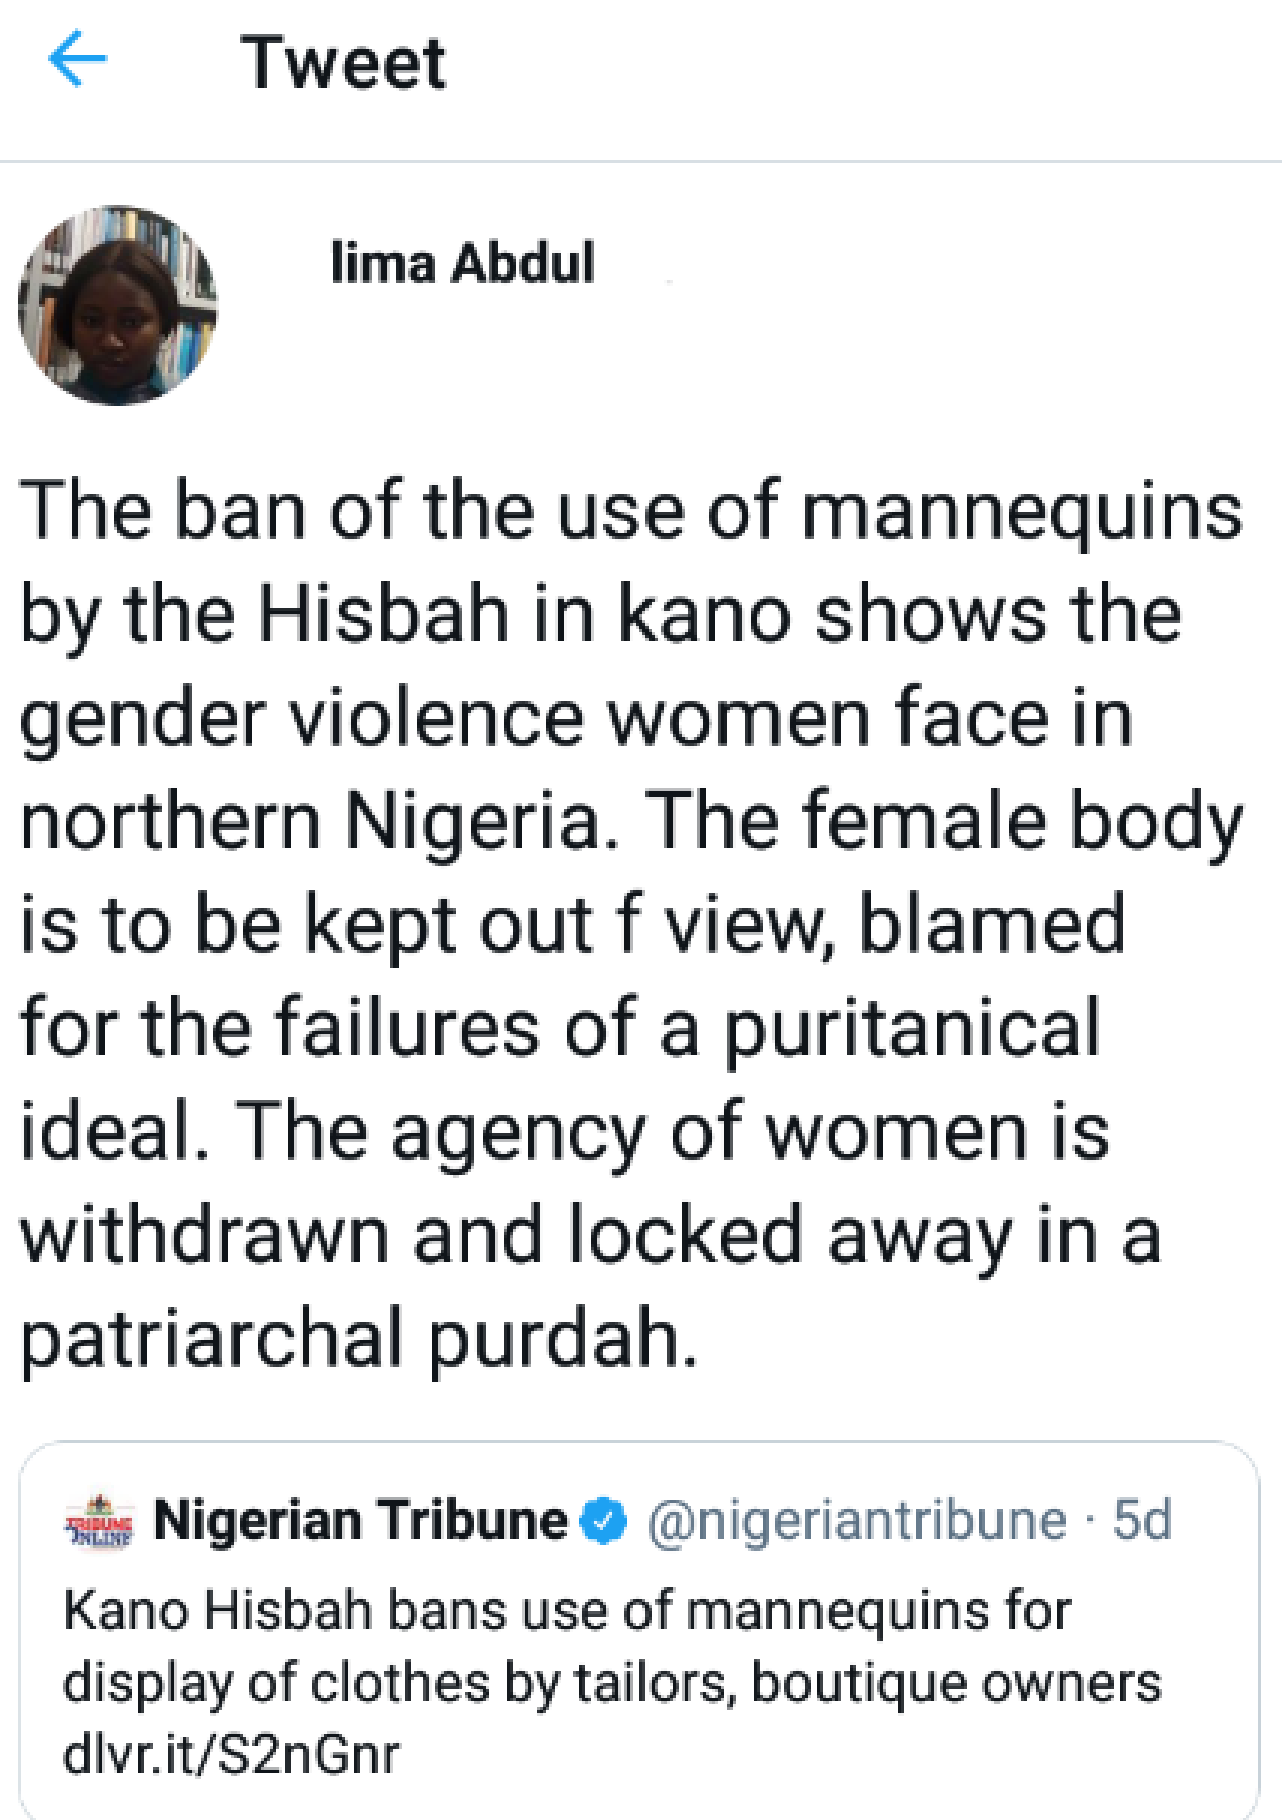 Tweet
lima Abdul
The ban of the use of mannequins
by the Hisbah in kano shows the
gender violence women face in
northern Nigeria. The female body
is to be kept out f view, blamed
for the failures of a puritanical
ideal. The agency of women is
withdrawn and locked away in a
patriarchal purdah.
TRIBUNE
ONLINE
Nigerian Tribune @nigeriantribune · 5d
Kano Hisbah bans use of mannequins for
display of clothes by tailors, boutique owners
dlvr.it/S2nGnr